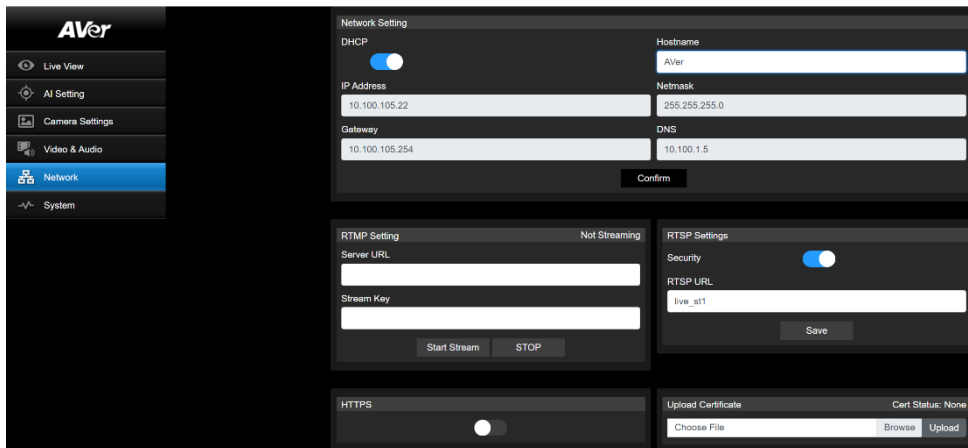 AVer
Live View
AI Setting
Camera Settings
Video & Audio
Network
System
Network Setting
DHCP
Hostname
AVer
IP Address
Netmask
10.100.105.22
255.255.255.0
Gateway
DNS
10.100.105.254
10.100.1.5
Confirm
RTMP Setting
Not Streaming
Server URL
Stream Key
Start Stream
STOP
RTSP Settings
Security
RTSP URL
live_st1
Save
HTTPS
Upload Certificate
Cert Status: None
Choose File
Browse
Upload